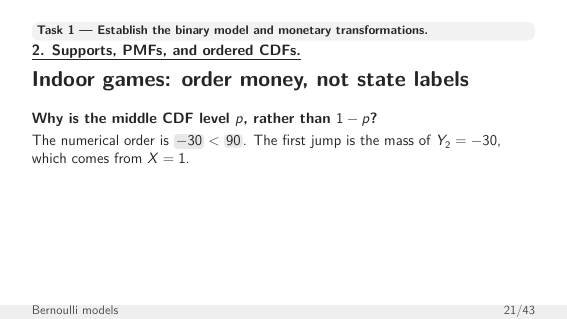 Task 1 — Establish the binary model and monetary transformations.
2. Supports, PMFs, and ordered CDFs.
Indoor games: order money, not state labels
Why is the middle CDF level p, rather than 1 − p?
The numerical order is −30 < 90. The first jump is the mass of Y₂ = −30,
which comes from X = 1.
Bernoulli models 21/43